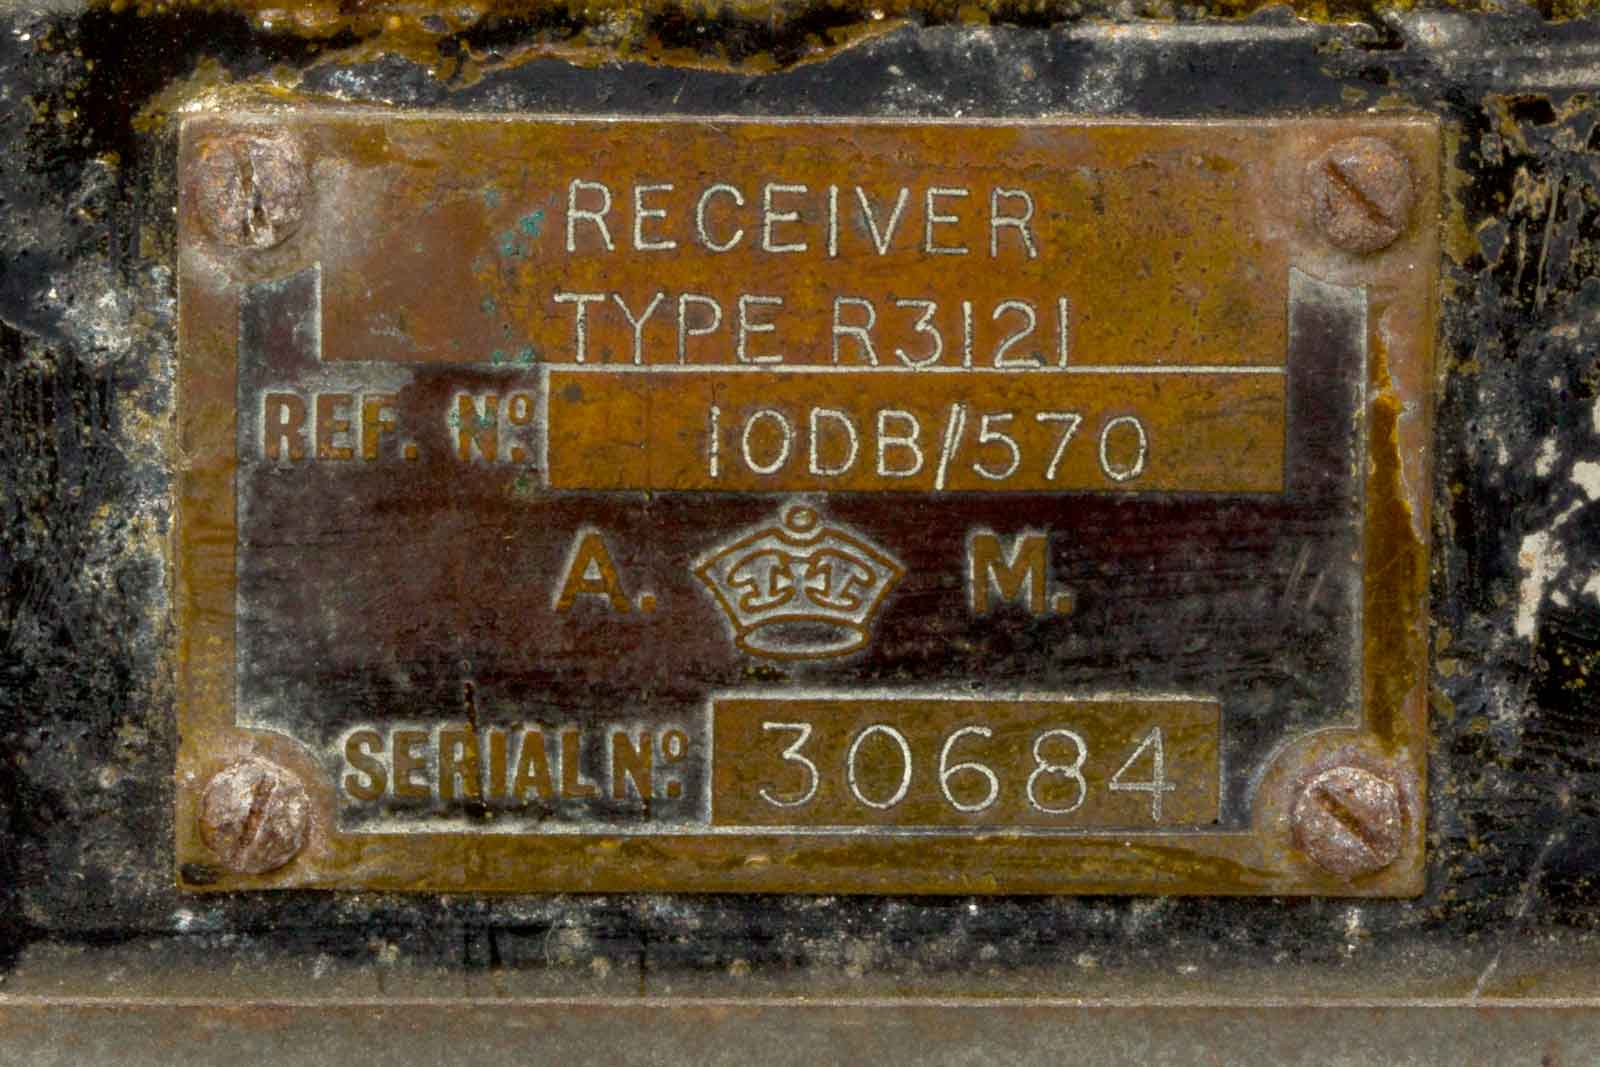 RECEIVER
TYPE R3121
REF. Nº. 10DB/570
A. M.
SERIAL Nº. 30684